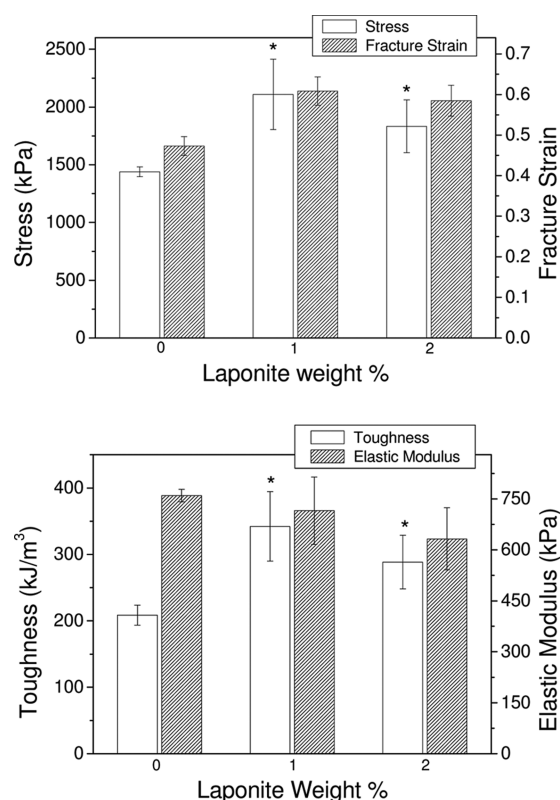 Stress
Fracture Strain
2500
2000
1500
1000
500
0
Stress (kPa)
0.7
0.6
0.5
0.4
0.3
0.2
0.1
0.0
Fracture Strain
*
*
0 1 2
Laponite weight %
Toughness
Elastic Modulus
400
300
200
100
0
Toughness (kJ/m³)
750
600
450
300
150
0
Elastic Modulus (kPa)
*
*
0 1 2
Laponite Weight %